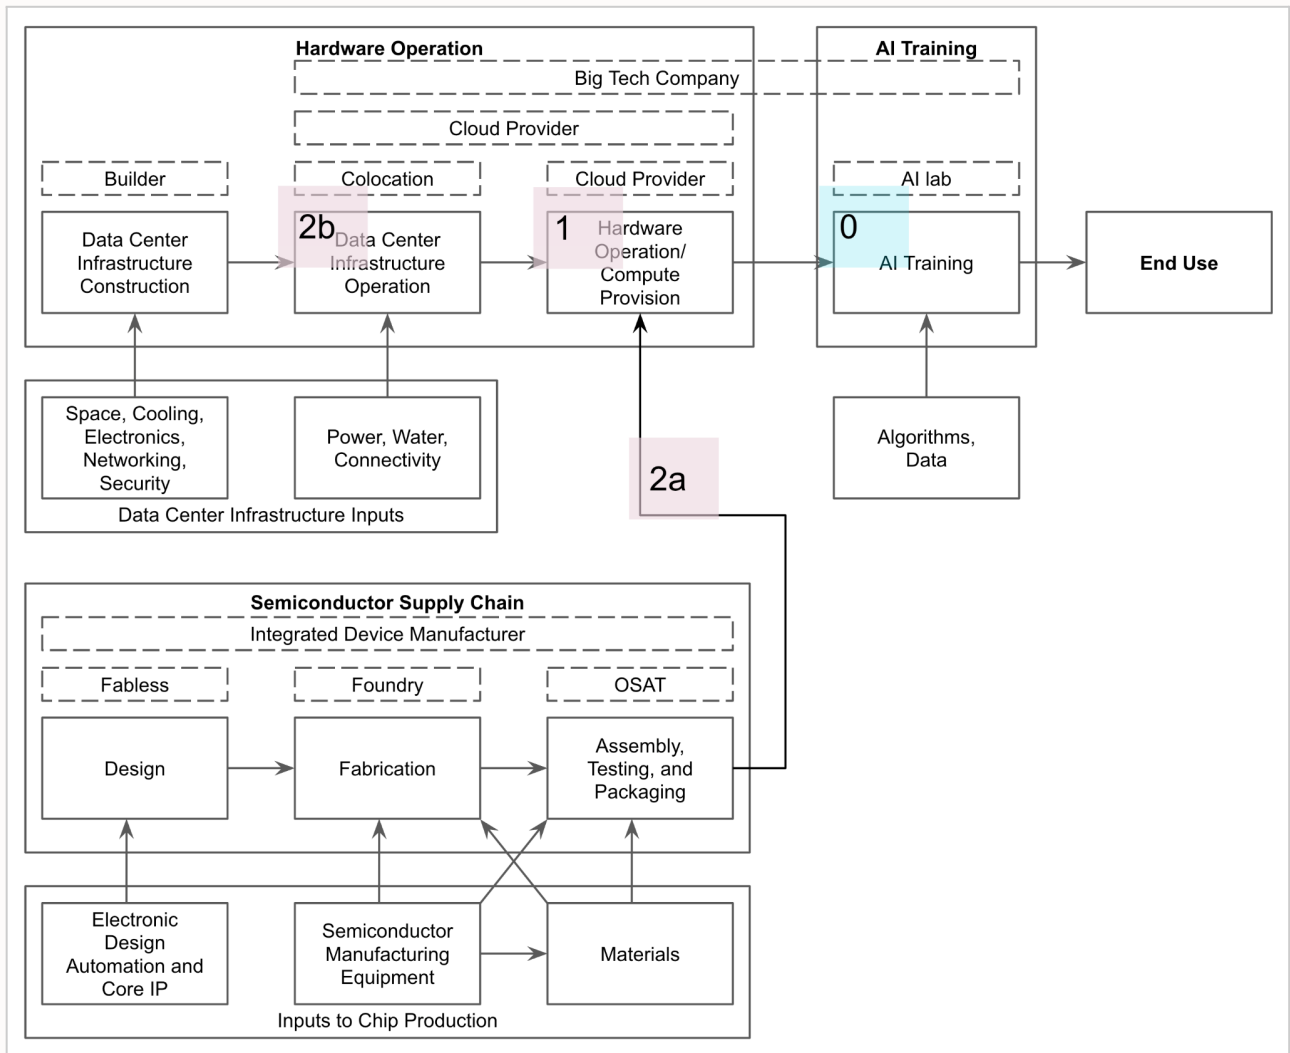 Hardware Operation
AI Training
Big Tech Company
Cloud Provider
Builder
Colocation
Cloud Provider
AI lab
2b
1
0
Data Center
Infrastructure
Construction
Data Center
Infrastructure
Operation
Hardware
Operation/
Compute
Provision
AI Training
End Use
Space, Cooling,
Electronics,
Networking,
Security
Power, Water,
Connectivity
Algorithms,
Data
2a
Data Center Infrastructure Inputs
Semiconductor Supply Chain
Integrated Device Manufacturer
Fabless
Foundry
OSAT
Design
Fabrication
Assembly,
Testing, and
Packaging
Electronic
Design
Automation and
Core IP
Semiconductor
Manufacturing
Equipment
Materials
Inputs to Chip Production